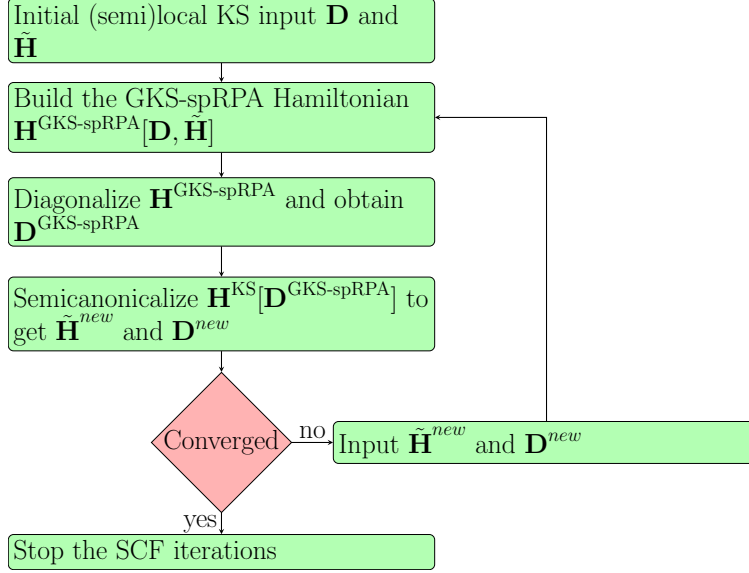 Initial (semi)local KS input 𝐃 and
𝐇̃
Build the GKS-spRPA Hamiltonian
𝐇^GKS-spRPA[𝐃, 𝐇̃]
Diagonalize 𝐇^GKS-spRPA and obtain
𝐃^GKS-spRPA
Semicanonicalize 𝐇^KS[𝐃^GKS-spRPA] to
get 𝐇̃^new and 𝐃^new
Converged
no
Input 𝐇̃^new and 𝐃^new
yes
Stop the SCF iterations